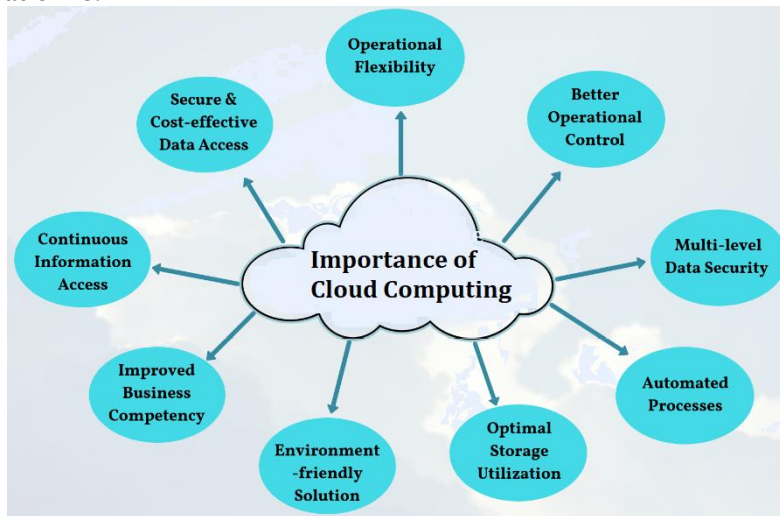 Operational
Flexibility
Better
Operational
Control
Secure &
Cost-effective
Data Access
Multi-level
Data Security
Continuous
Information
Access
Importance of
Cloud Computing
Automated
Processes
Improved
Business
Competency
Optimal
Storage
Utilization
Environment
-friendly
Solution